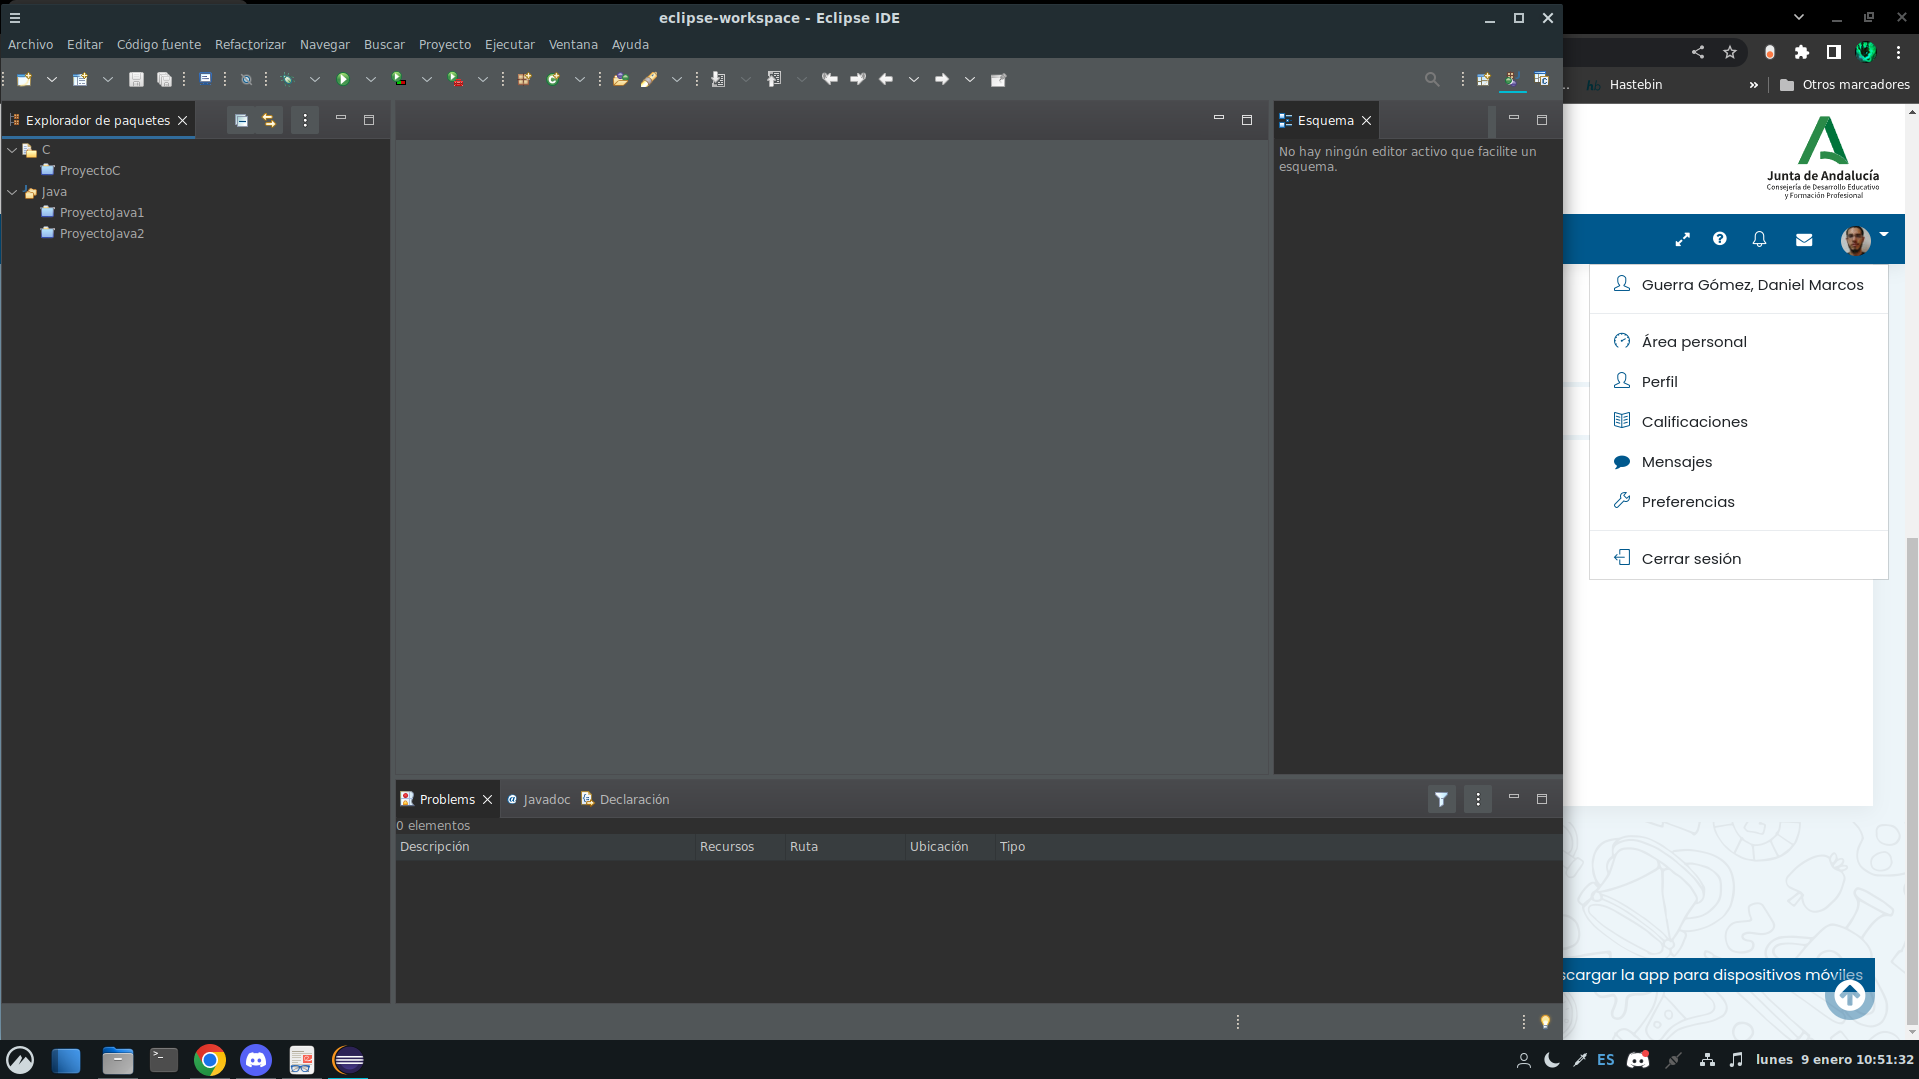 eclipse-workspace - Eclipse IDE
Archivo Editar Código fuente Refactorizar Navegar Buscar Proyecto Ejecutar Ventana Ayuda
Hastebin » Otros marcadores
Explorador de paquetes
C
ProyectoC
Java
ProyectoJava1
ProyectoJava2
Esquema
No hay ningún editor activo que facilite un
esquema.
Problems Javadoc Declaración
0 elementos
Descripción Recursos Ruta Ubicación Tipo
Junta de Andalucía
Consejería de Desarrollo Educativo
y Formación Profesional
Guerra Gómez, Daniel Marcos
Área personal
Perfil
Calificaciones
Mensajes
Preferencias
Cerrar sesión
scargar la app para dispositivos móviles
ES lunes 9 enero 10:51:32